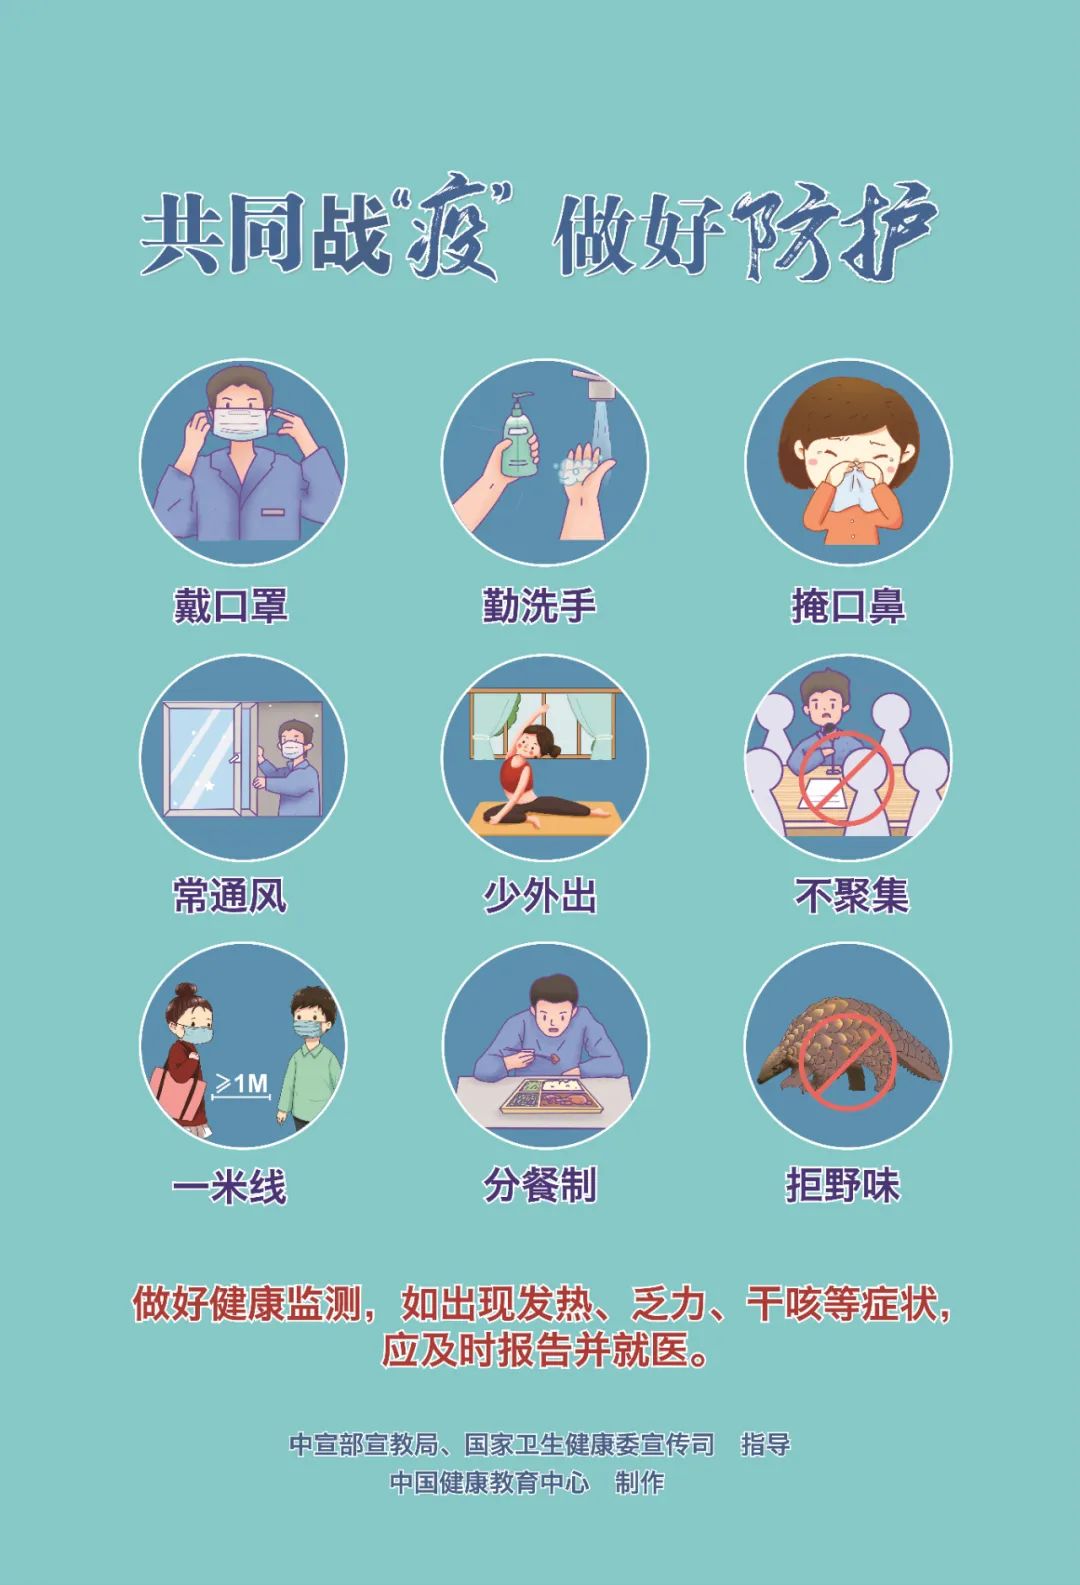 共同战“疫” 做好防护
戴口罩
勤洗手
掩口鼻
常通风
少外出
不聚集
≥1M
一米线
分餐制
拒野味
做好健康监测，如出现发热、乏力、干咳等症状，
应及时报告并就医。
中宣部宣教局、国家卫生健康委宣传司 指导
中国健康教育中心 制作